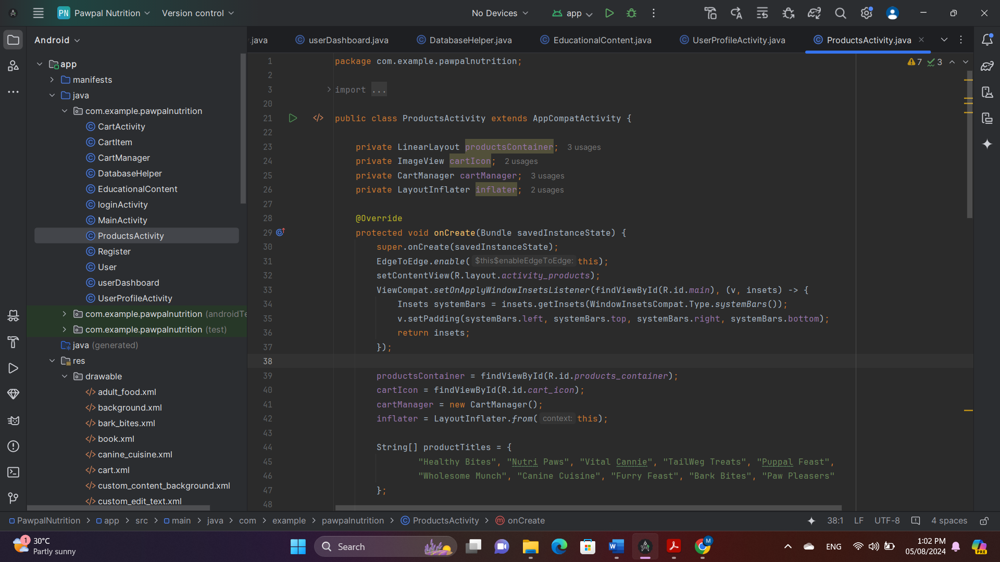 PN Pawpal Nutrition Version control No Devices app
Android
app
manifests
java
com.example.pawpalnutrition
CartActivity
CartItem
CartManager
DatabaseHelper
EducationalContent
loginActivity
MainActivity
ProductsActivity
Register
User
userDashboard
UserProfileActivity
com.example.pawpalnutrition (androidTe
com.example.pawpalnutrition (test)
java (generated)
res
drawable
adult_food.xml
background.xml
bark_bites.xml
book.xml
canine_cuisine.xml
cart.xml
custom_content_background.xml
custom_edit_text.xml
.java userDashboard.java DatabaseHelper.java EducationalContent.java UserProfileActivity.java ProductsActivity.java
7 3
1 package com.example.pawpalnutrition;
2
3 import ...
20
21 public class ProductsActivity extends AppCompatActivity {
22
23 private LinearLayout productsContainer; 3 usages
24 private ImageView cartIcon; 2 usages
25 private CartManager cartManager; 3 usages
26 private LayoutInflater inflater; 2 usages
27
28 @Override
29 protected void onCreate(Bundle savedInstanceState) {
30 super.onCreate(savedInstanceState);
31 EdgeToEdge.enable( $this$enableEdgeToEdge: this);
32 setContentView(R.layout.activity_products);
33 ViewCompat.setOnApplyWindowInsetsListener(findViewById(R.id.main), (v, insets) -> {
34 Insets systemBars = insets.getInsets(WindowInsetsCompat.Type.systemBars());
35 v.setPadding(systemBars.left, systemBars.top, systemBars.right, systemBars.bottom);
36 return insets;
37 });
38
39 productsContainer = findViewById(R.id.products_container);
40 cartIcon = findViewById(R.id.cart_icon);
41 cartManager = new CartManager();
42 inflater = LayoutInflater.from( context: this);
43
44 String[] productTitles = {
45 "Healthy Bites", "Nutri Paws", "Vital Cannie", "TailWeg Treats", "Puppal Feast",
46 "Wholesome Munch", "Canine Cuisine", "Furry Feast", "Bark Bites", "Paw Pleasers"
47 };
48
PawpalNutrition > app > src > main > java > com > example > pawpalnutrition > ProductsActivity > onCreate 38:1 LF UTF-8 4 spaces
1 30°C
Partly sunny
Search
M
ENG
1:02 PM
05/08/2024
PRE